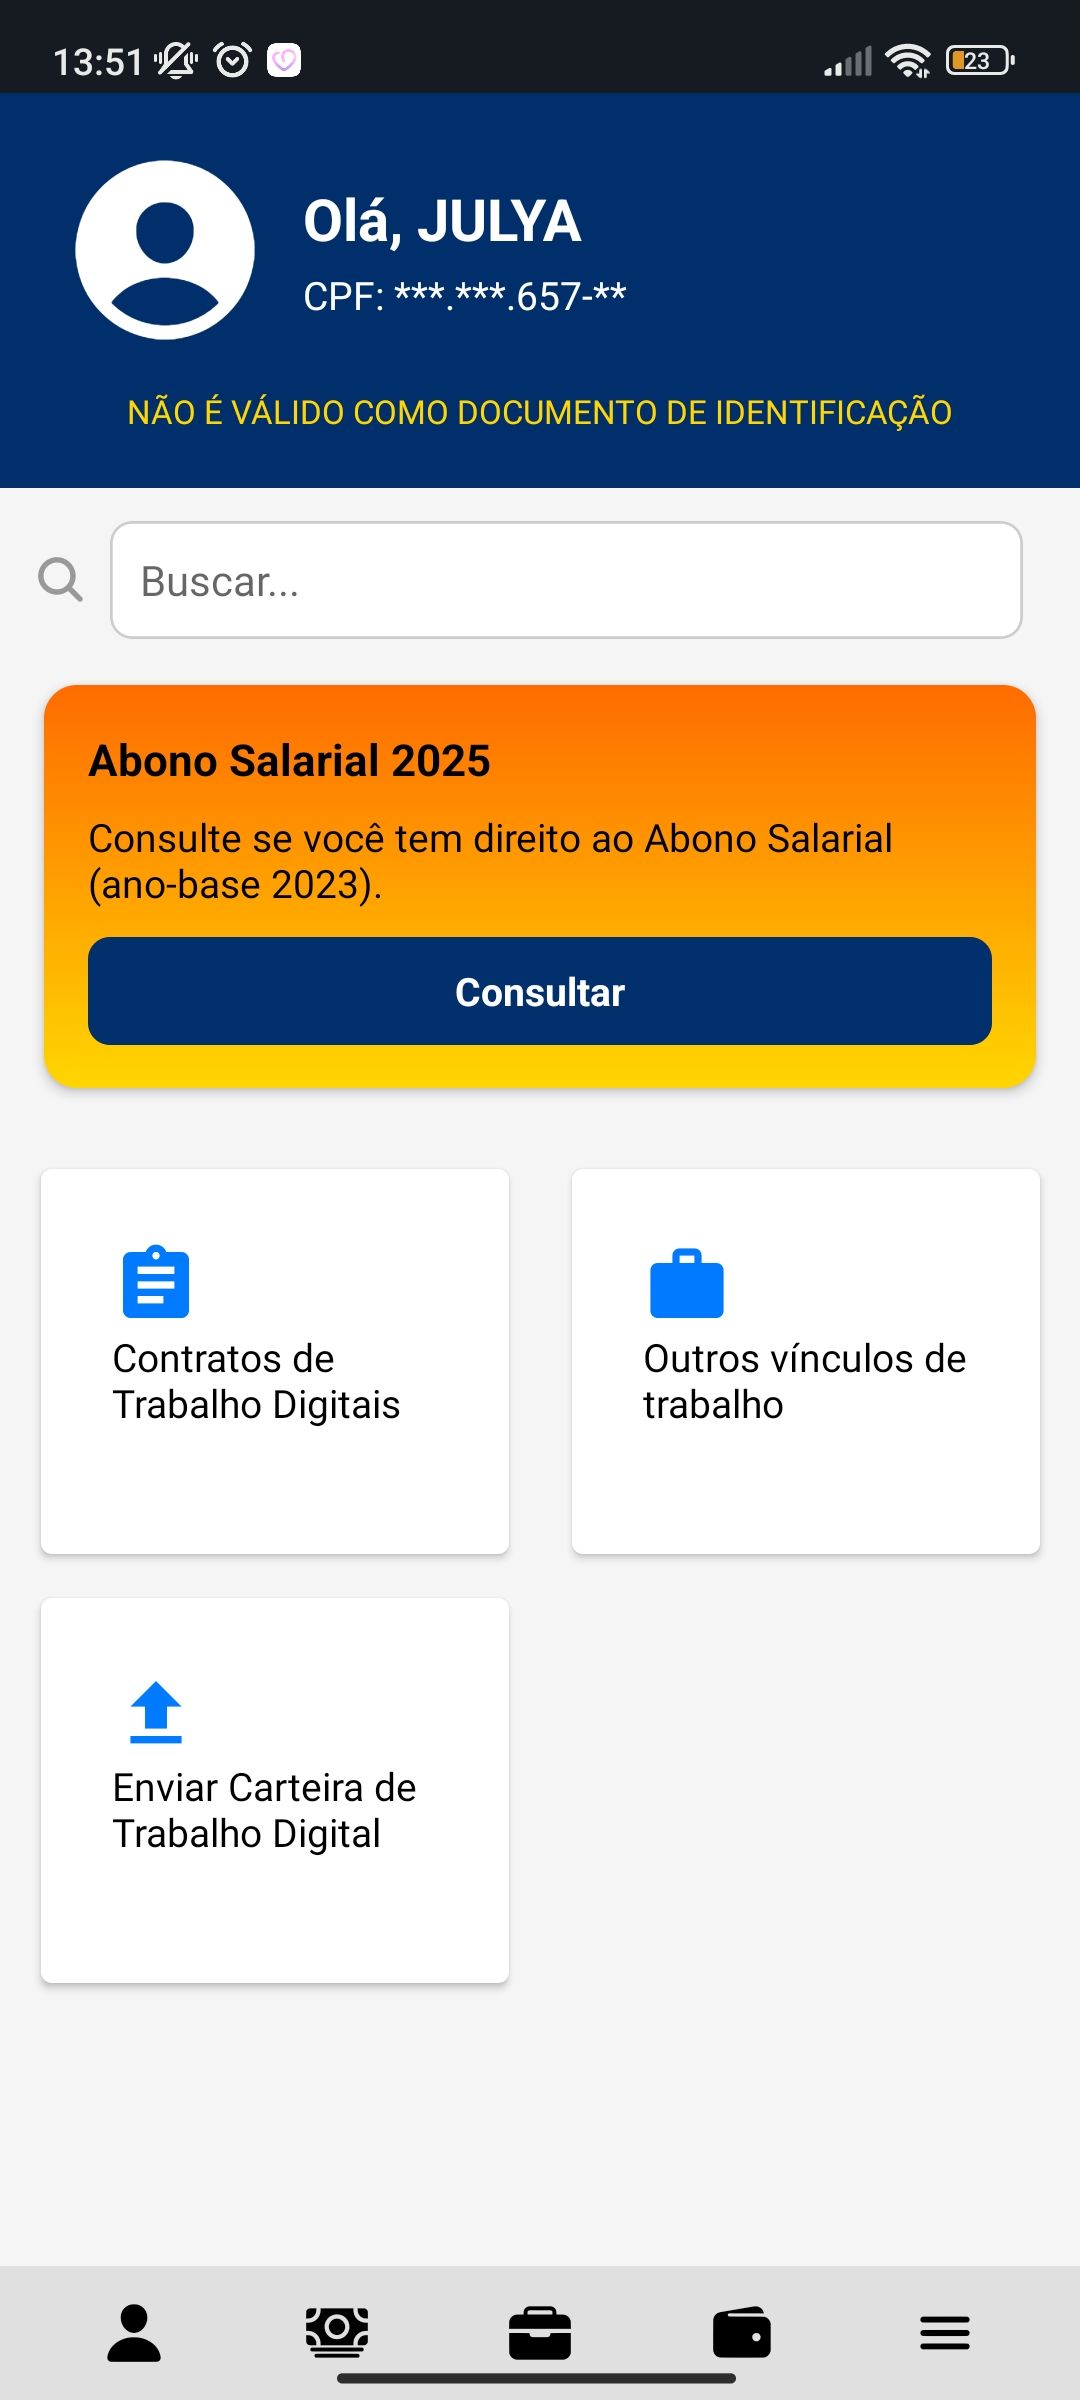 13:51
23
Olá, JULYA
CPF: ***.***.657-**
NÃO É VÁLIDO COMO DOCUMENTO DE IDENTIFICAÇÃO
Buscar...
Abono Salarial 2025
Consulte se você tem direito ao Abono Salarial
(ano-base 2023).
Consultar
Contratos de
Trabalho Digitais
Outros vínculos de
trabalho
Enviar Carteira de
Trabalho Digital